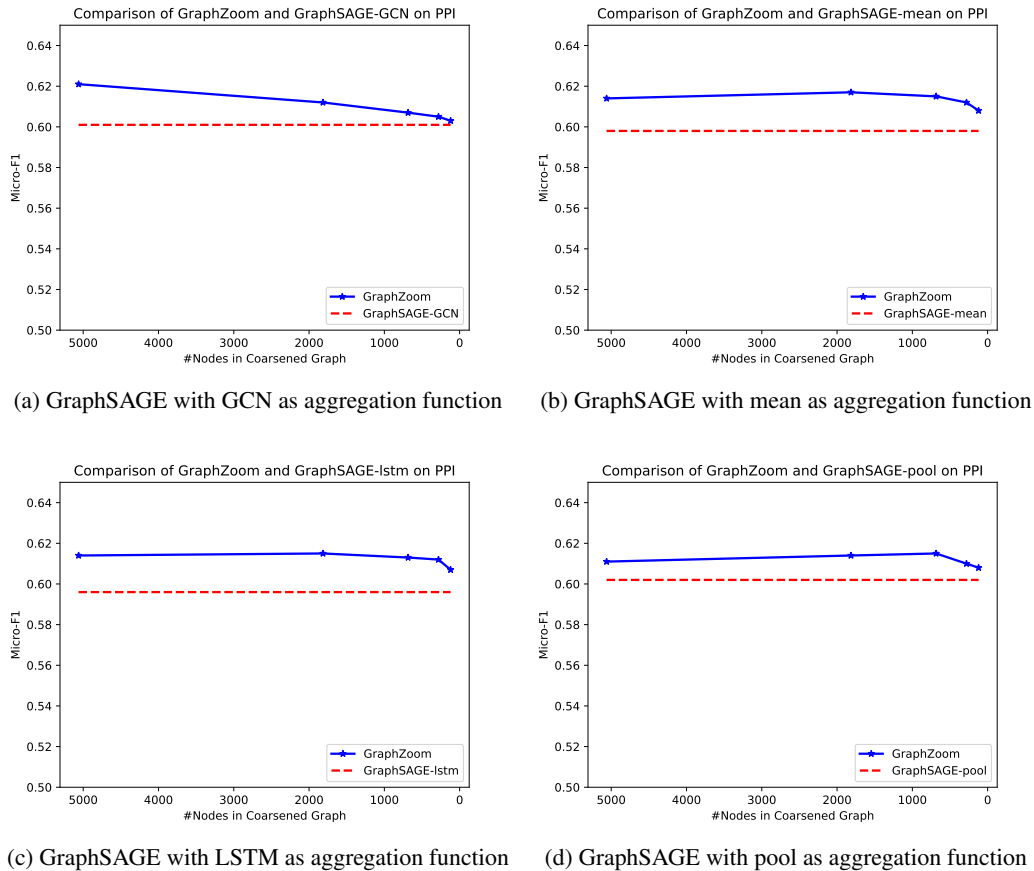 Comparison of GraphZoom and GraphSAGE-GCN on PPI
0.64
0.62
0.60
0.58
0.56
0.54
0.52
0.50
Micro-F1
5000 4000 3000 2000 1000 0
#Nodes in Coarsened Graph
GraphZoom
GraphSAGE-GCN
(a) GraphSAGE with GCN as aggregation function
Comparison of GraphZoom and GraphSAGE-mean on PPI
0.64
0.62
0.60
0.58
0.56
0.54
0.52
0.50
Micro-F1
5000 4000 3000 2000 1000 0
#Nodes in Coarsened Graph
GraphZoom
GraphSAGE-mean
(b) GraphSAGE with mean as aggregation function
Comparison of GraphZoom and GraphSAGE-lstm on PPI
0.64
0.62
0.60
0.58
0.56
0.54
0.52
0.50
Micro-F1
5000 4000 3000 2000 1000 0
#Nodes in Coarsened Graph
GraphZoom
GraphSAGE-lstm
(c) GraphSAGE with LSTM as aggregation function
Comparison of GraphZoom and GraphSAGE-pool on PPI
0.64
0.62
0.60
0.58
0.56
0.54
0.52
0.50
Micro-F1
5000 4000 3000 2000 1000 0
#Nodes in Coarsened Graph
GraphZoom
GraphSAGE-pool
(d) GraphSAGE with pool as aggregation function